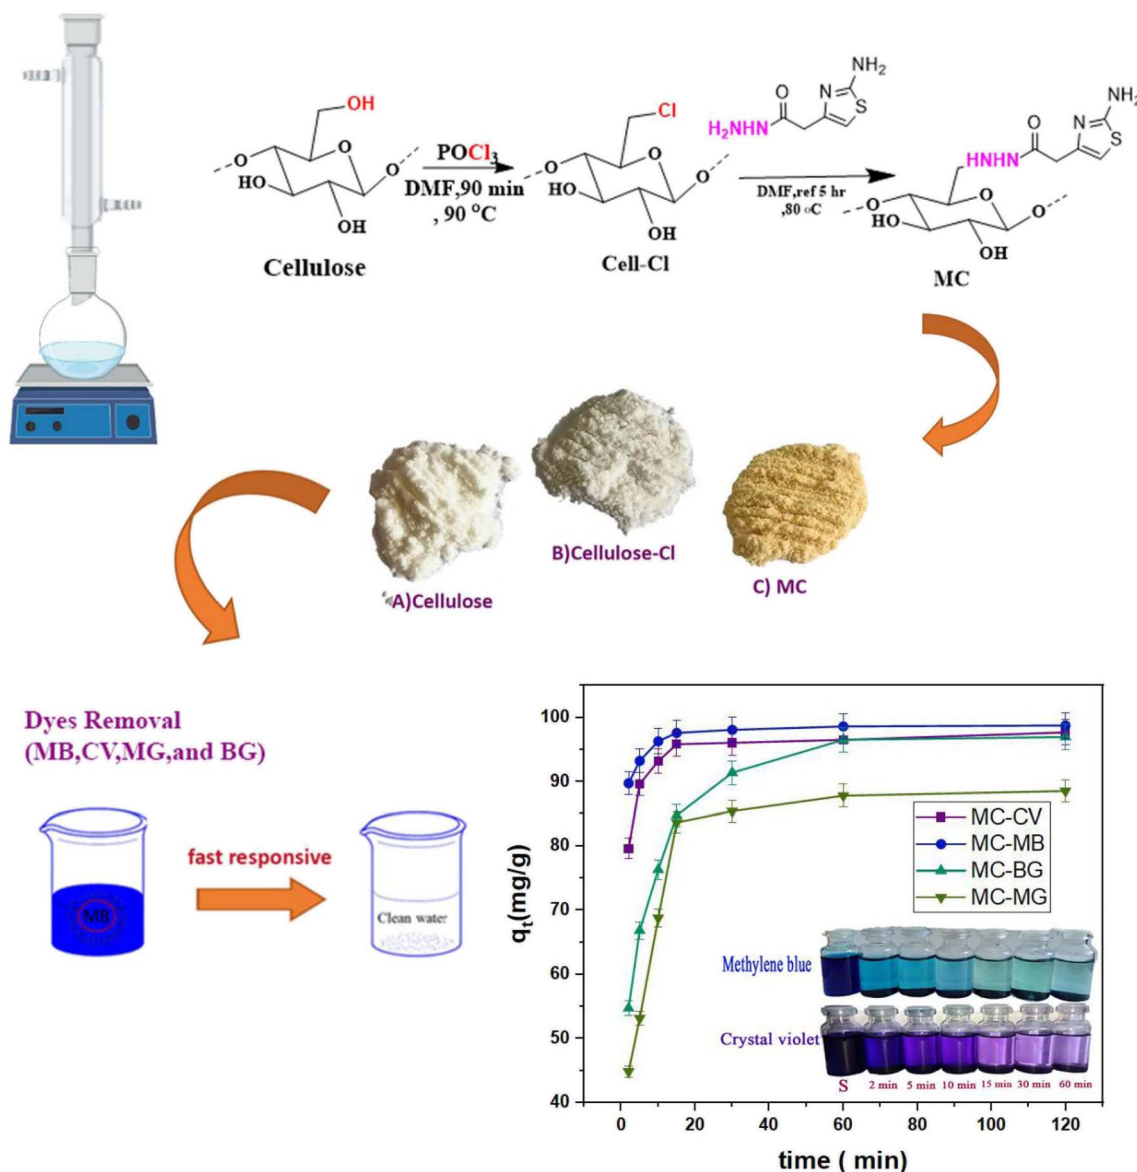 OH
O
O
HO
OH
O
Cellulose
POCl₃
DMF,90 min
, 90 °C
Cl
O
O
HO
OH
O
Cell-Cl
NH₂
N
S
O
H₂NHN
DMF,ref 5 hr
,80 oC
NH₂
N
S
O
HNHN
O
O
HO
OH
O
MC
A)Cellulose
B)Cellulose-Cl
C) MC
Dyes Removal
(MB,CV,MG,and BG)
MB
fast responsive
Clean water
qt(mg/g)
100
90
80
70
60
50
40
MC-CV
MC-MB
MC-BG
MC-MG
Methylene blue
Crystal violet
S 2 min 5 min 10 min 15 min 30 min 60 min
0 20 40 60 80 100 120
time ( min)